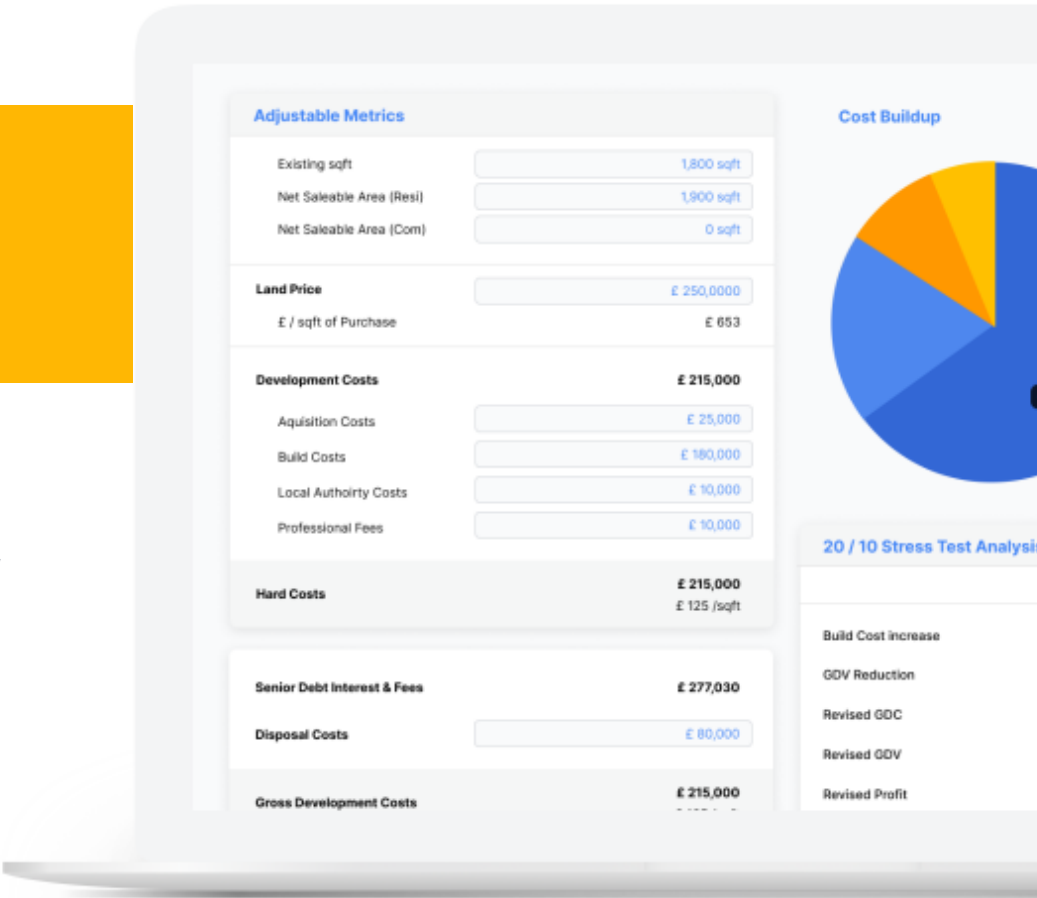 Adjustable Metrics
Existing sqft 1,800 sqft
Net Saleable Area (Resi) 1,900 sqft
Net Saleable Area (Com) 0 sqft
Land Price £ 250,0000
£ / sqft of Purchase £ 653
Development Costs £ 215,000
Aquisition Costs £ 25,000
Build Costs £ 180,000
Local Authoirty Costs £ 10,000
Professional Fees £ 10,000
Hard Costs £ 215,000
£ 125 /sqft
Senior Debt Interest & Fees £ 277,030
Disposal Costs £ 80,000
Gross Development Costs £ 215,000
Cost Buildup
20 / 10 Stress Test Analysis
Build Cost increase
GDV Reduction
Revised GDC
Revised GDV
Revised Profit